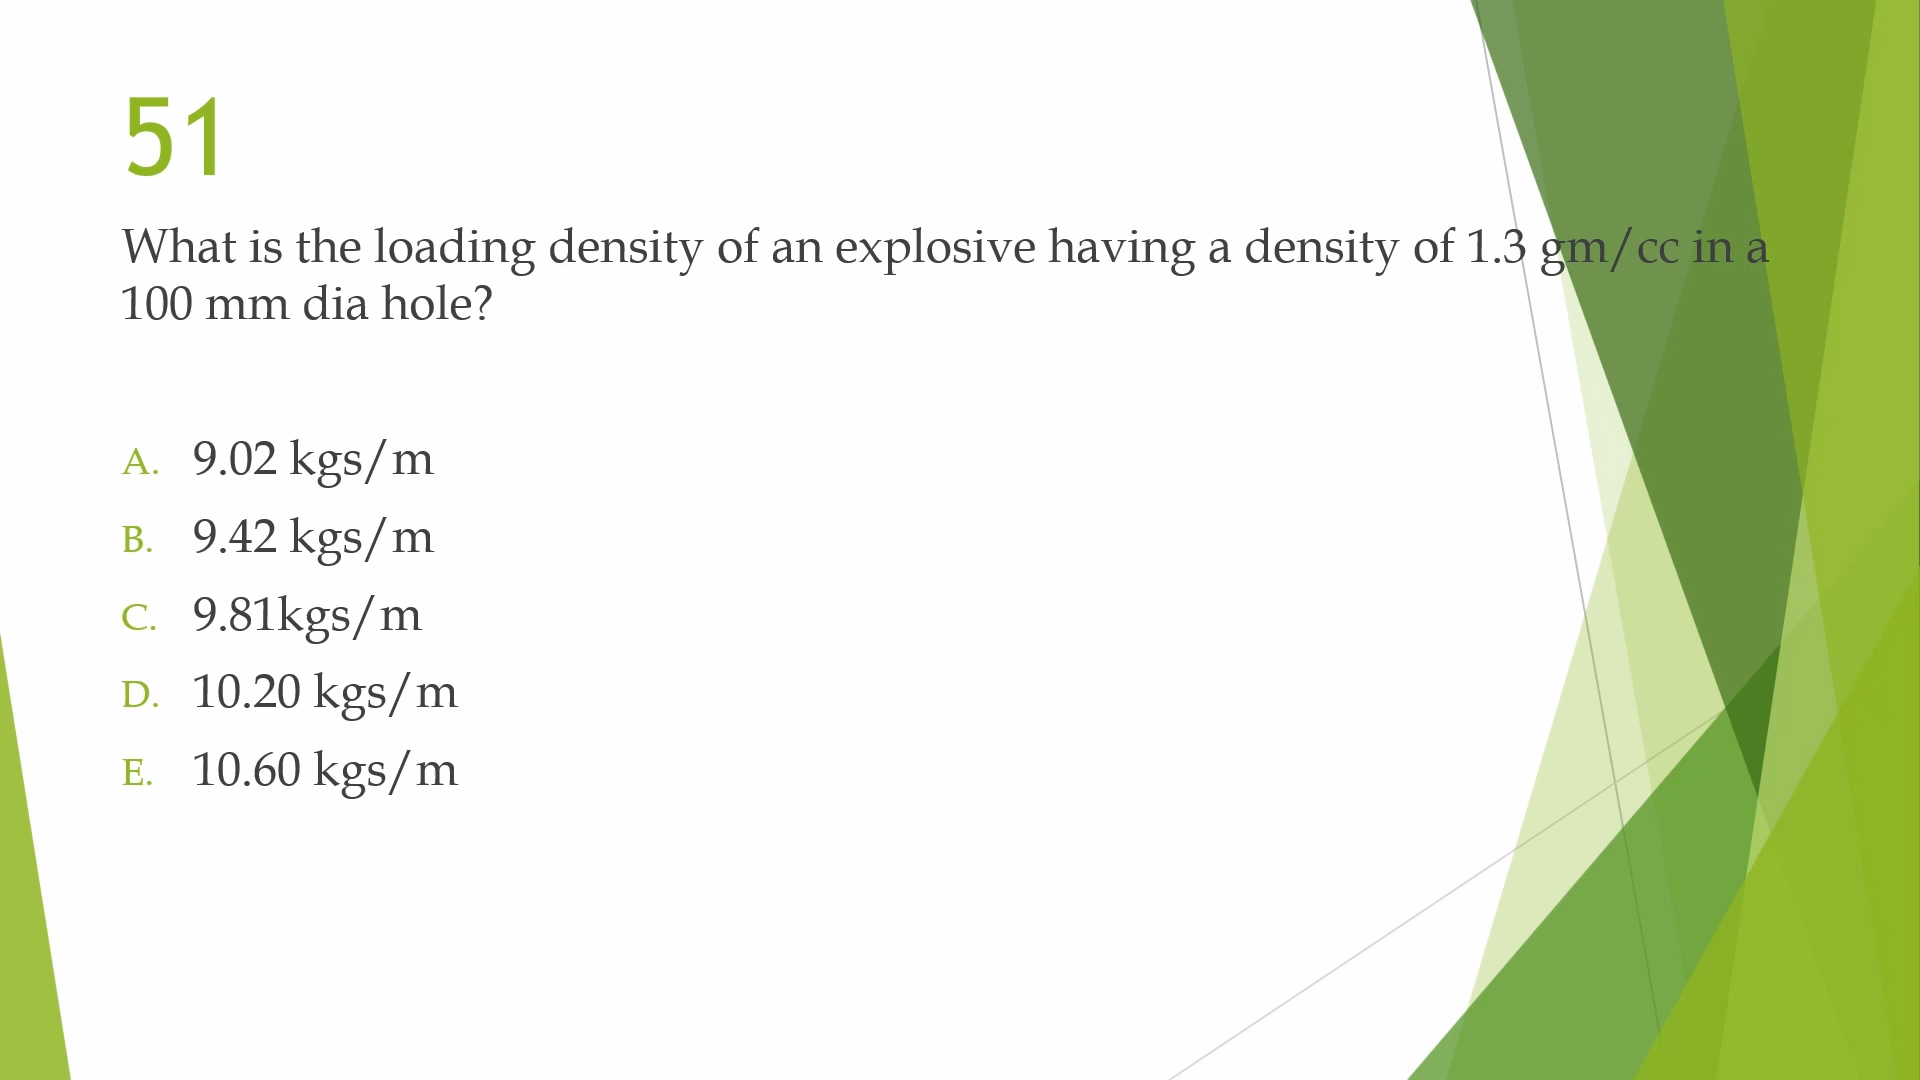 51
What is the loading density of an explosive having a density of 1.3 gm/cc in a
100 mm dia hole?
A. 9.02 kgs/m
B. 9.42 kgs/m
C. 9.81kgs/m
D. 10.20 kgs/m
E. 10.60 kgs/m